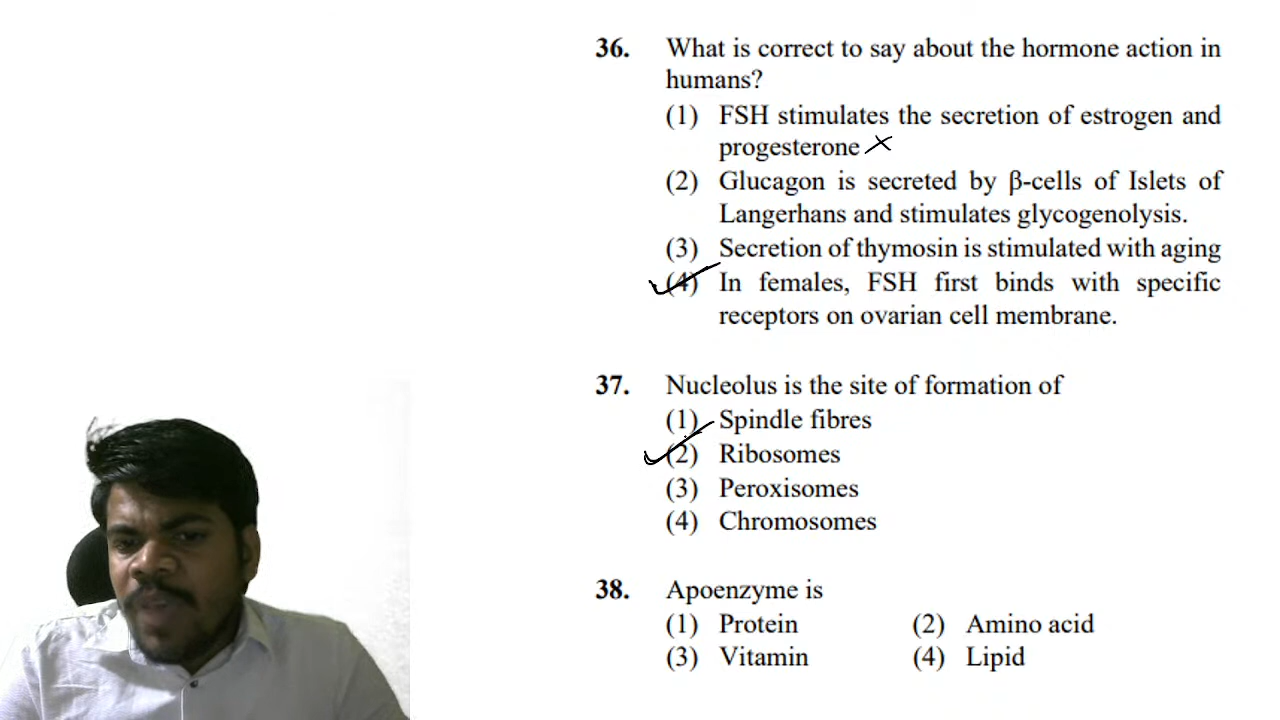 36. What is correct to say about the hormone action in
humans?
(1) FSH stimulates the secretion of estrogen and
progesterone
(2) Glucagon is secreted by β-cells of Islets of
Langerhans and stimulates glycogenolysis.
(3) Secretion of thymosin is stimulated with aging
(4) In females, FSH first binds with specific
receptors on ovarian cell membrane.
37. Nucleolus is the site of formation of
(1) Spindle fibres
(2) Ribosomes
(3) Peroxisomes
(4) Chromosomes
38. Apoenzyme is
(1) Protein (2) Amino acid
(3) Vitamin (4) Lipid